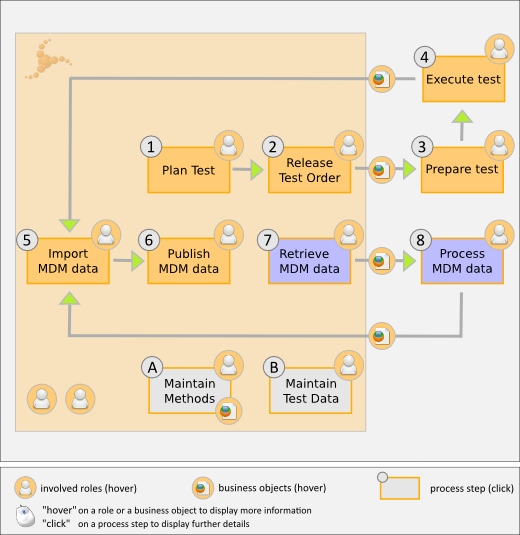 4
Execute test
1
Plan Test
2
Release
Test Order
3
Prepare test
5
Import
MDM data
6
Publish
MDM data
7
Retrieve
MDM data
8
Process
MDM data
A
Maintain
Methods
B
Maintain
Test Data
involved roles (hover)
business objects (hover)
process step (click)
"hover" on a role or a business object to display more information
"click" on a process step to display further details